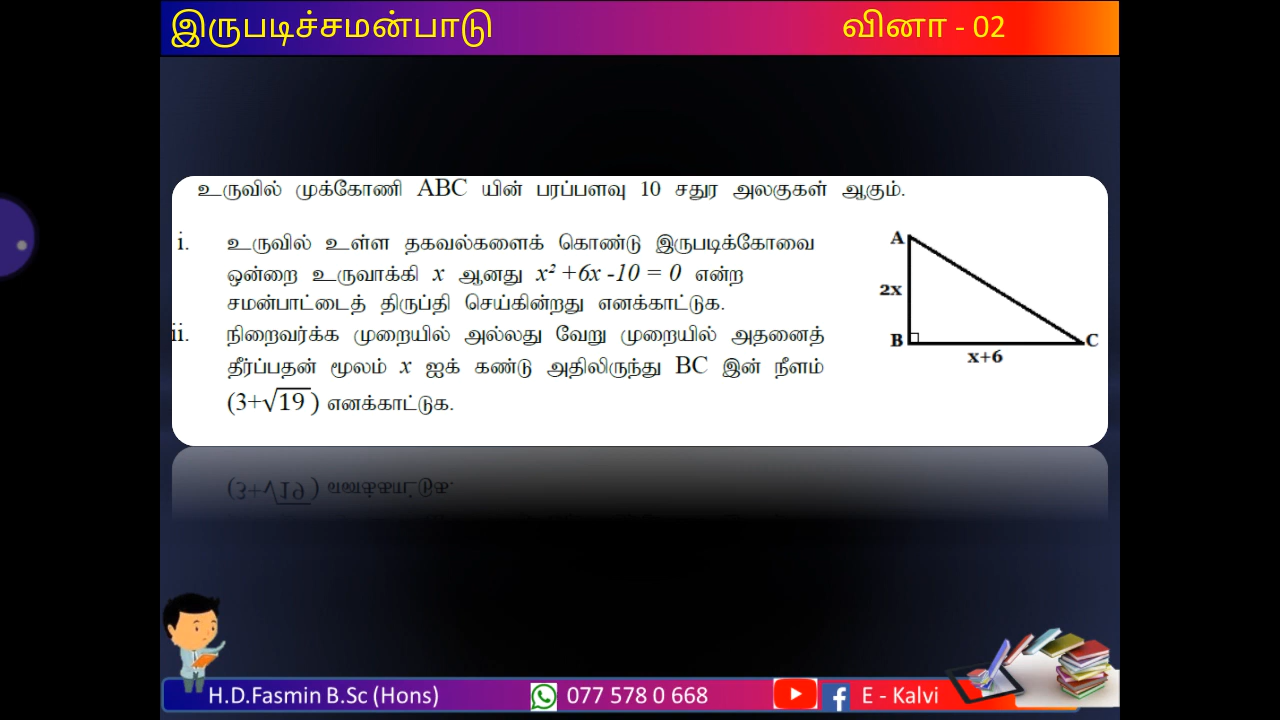 இருபடிச்சமன்பாடு வினா - 02
உருவில் முக்கோணி ABC யின் பரப்பளவு 10 சதுர அலகுகள் ஆகும்.
i. உருவில் உள்ள தகவல்களைக் கொண்டு இருபடிக்கோவை
ஒன்றை உருவாக்கி x ஆனது x² +6x -10 = 0 என்ற
சமன்பாட்டைத் திருப்தி செய்கின்றது எனக்காட்டுக.
ii. நிறைவர்க்க முறையில் அல்லது வேறு முறையில் அதனைத்
தீர்ப்பதன் மூலம் x ஐக் கண்டு அதிலிருந்து BC இன் நீளம்
(3+√19) எனக்காட்டுக.
A
2x
B
C
x+6
H.D.Fasmin B.Sc (Hons) 077 578 0 668 E - Kalvi